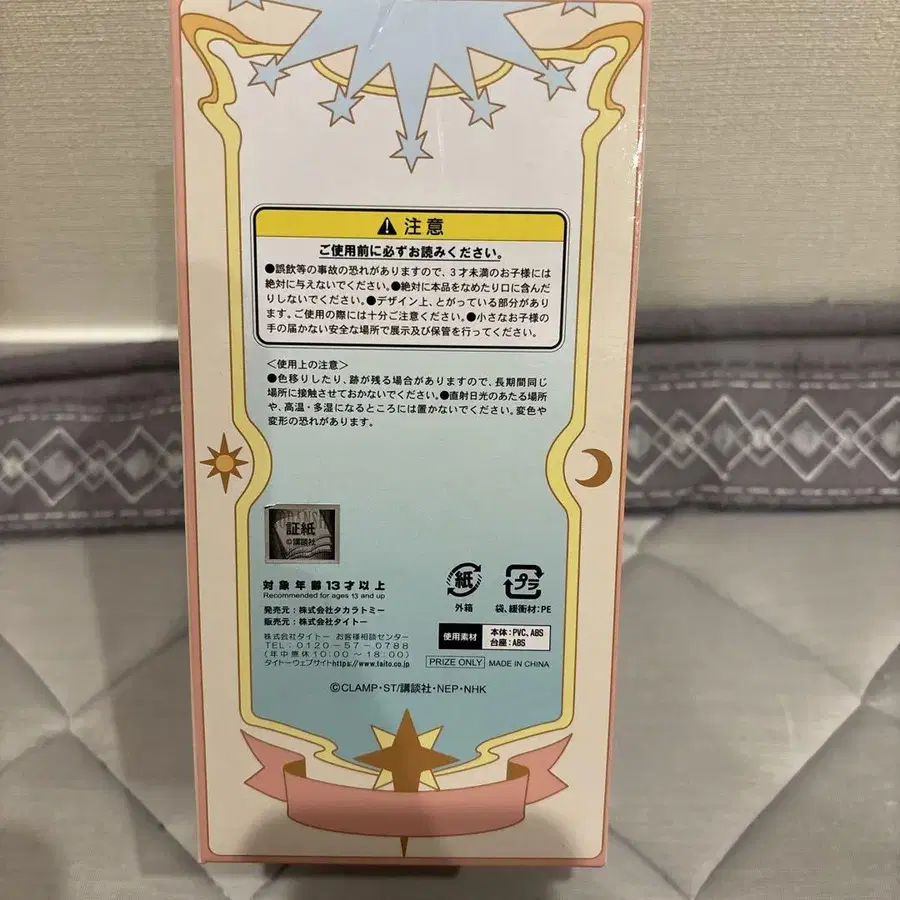 注意
ご使用前に必ずお読みください。
●誤飲等の事故の恐れがありますので、3才未満のお子様には
絶対に与えないでください。●絶対に本品をなめたり口に含んだ
りしないでください。●デザイン上、とがっている部分があり
ます。ご使用の際には十分ご注意ください。●小さなお子様の
手の届かない安全な場所で展示及び保管を行ってください。
＜使用上の注意＞
●色移りしたり、跡が残る場合がありますので、長期間同じ
場所に接触させておかないでください。●直射日光のあたる場所
や、高温・多湿になるところには置かないでください。変色や
変形の恐れがあります。
証紙
©講談社
対象年齢13才以上
Recommended for ages 13 and up
発売元：株式会社タカラトミー
販売元：株式会社タイトー
株式会社タイトー お客様相談センター
TEL：0120-57-0788
(年中無休10:00～18:00)
タイトーウェブサイトhttps://www.taito.co.jp
紙
外箱
プラ
袋、緩衝材：PE
使用素材
本体：PVC、ABS
台座：ABS
PRIZE ONLY
MADE IN CHINA
©CLAMP・ST/講談社・NEP・NHK